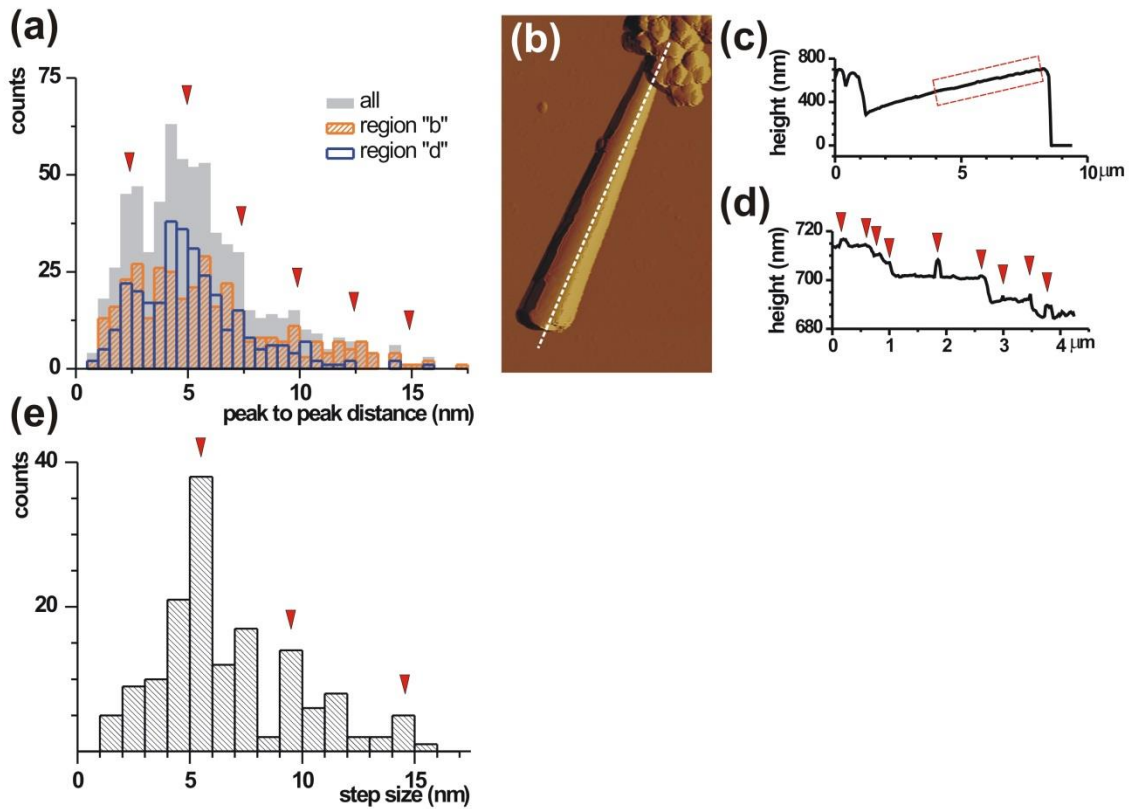 (a)
counts
75
50
25
0
0
5
10
15
peak to peak distance (nm)
all
region "b"
region "d"
(b)
(c)
height (nm)
800
400
0
0
5
10 µm
(d)
height (nm)
720
700
680
0
1
2
3
4
µm
(e)
counts
40
20
0
5
10
15
step size (nm)